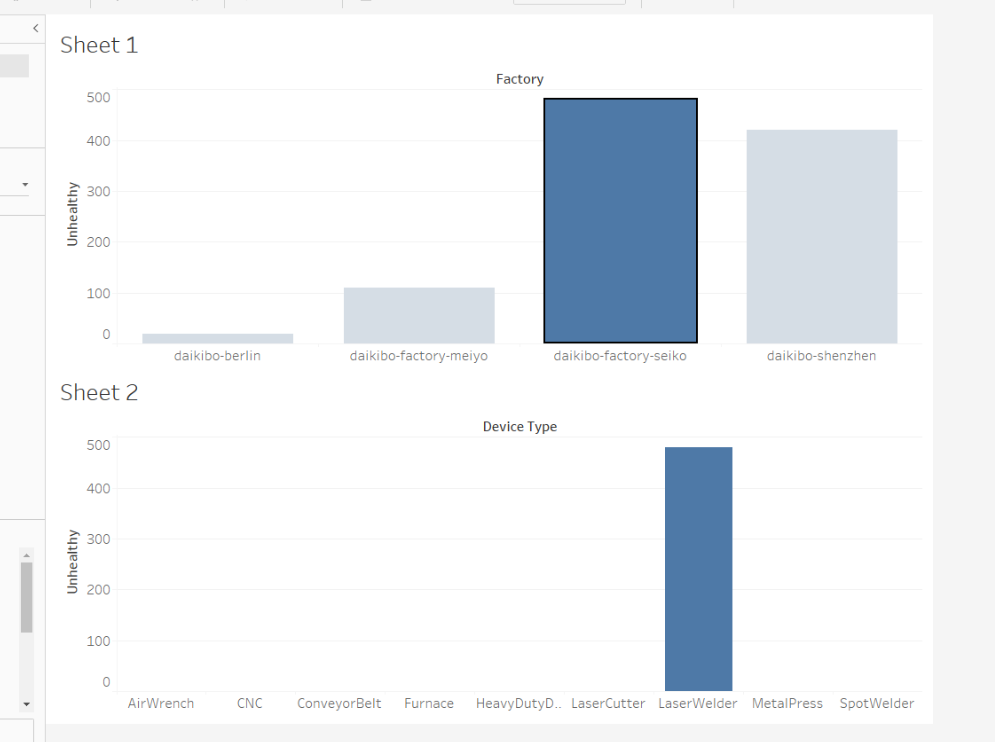 Sheet 1
Factory
500
400
300
200
100
0
Unhealthy
daikibo-berlin daikibo-factory-meiyo daikibo-factory-seiko daikibo-shenzhen
Sheet 2
Device Type
500
400
300
200
100
0
Unhealthy
AirWrench CNC ConveyorBelt Furnace HeavyDutyD.. LaserCutter LaserWelder MetalPress SpotWelder